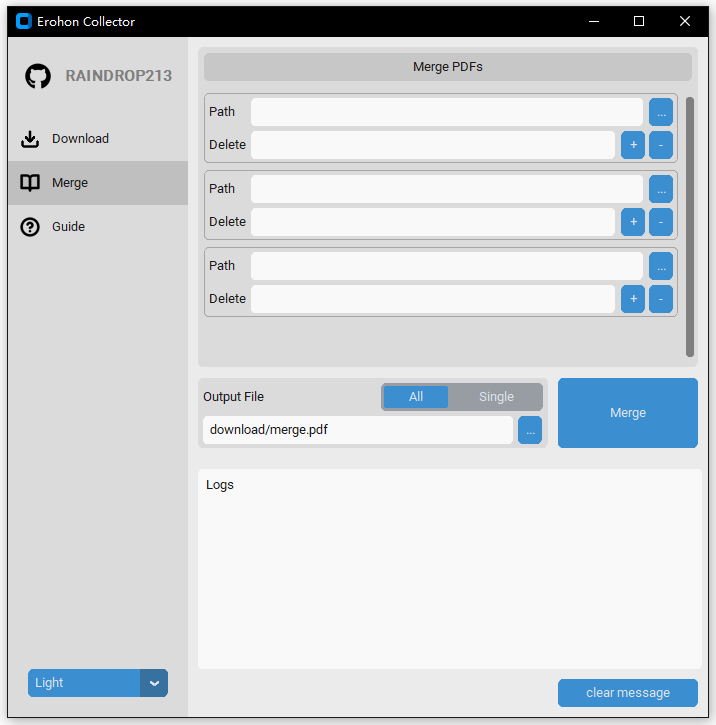 Erohon Collector
RAINDROP213
Download
Merge
Guide
Light
Merge PDFs
Path
...
Delete
+ -
Path
...
Delete
+ -
Path
...
Delete
+ -
Output File
All Single
download/merge.pdf
...
Merge
Logs
clear message